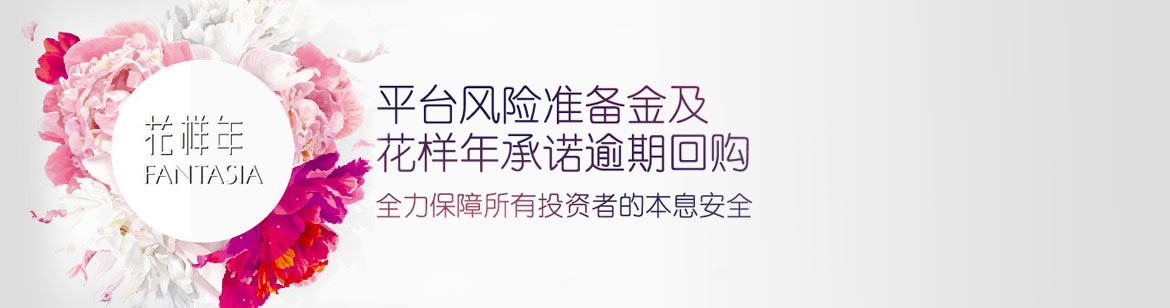 花样年
FANTASIA
平台风险准备金及
花样年承诺逾期回购
全力保障所有投资者的本息安全